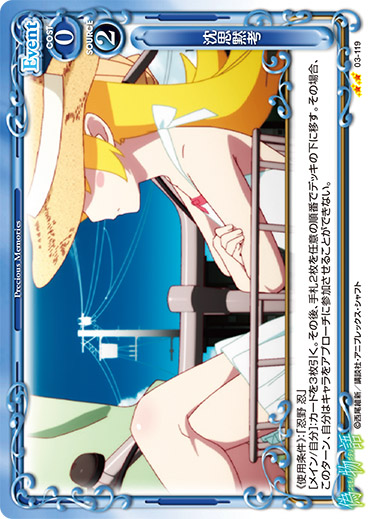 Event
COST
0
SOURCE
2
沈思黙考
03-119
Precious Memories
《使用条件》:「忍野 忍」
[メイン/自分]:カードを3枚引く。その後、手札2枚を任意の順番でデッキの下に移す。その場合、
このターン、自分はキャラをアプローチに参加させることができない。
©西尾維新/講談社・アニプレックス・シャフト
偽物語